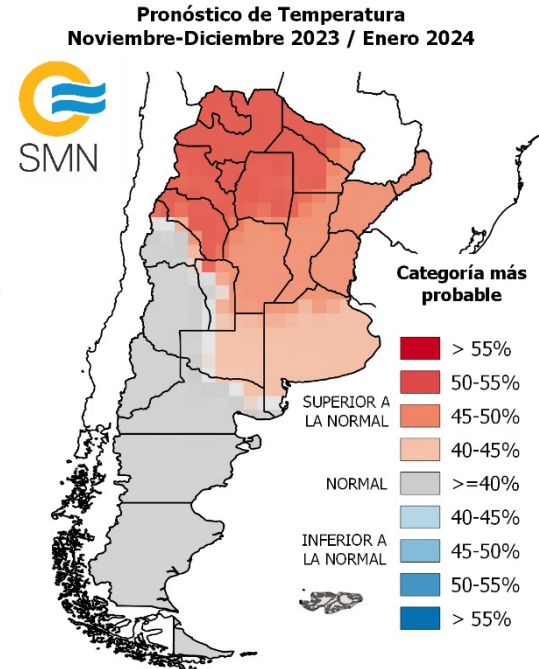 Pronóstico de Temperatura
Noviembre-Diciembre 2023 / Enero 2024
SMN
Categoría más
probable
> 55%
50-55%
SUPERIOR A
LA NORMAL
45-50%
40-45%
NORMAL
>=40%
40-45%
INFERIOR A
LA NORMAL
45-50%
50-55%
> 55%